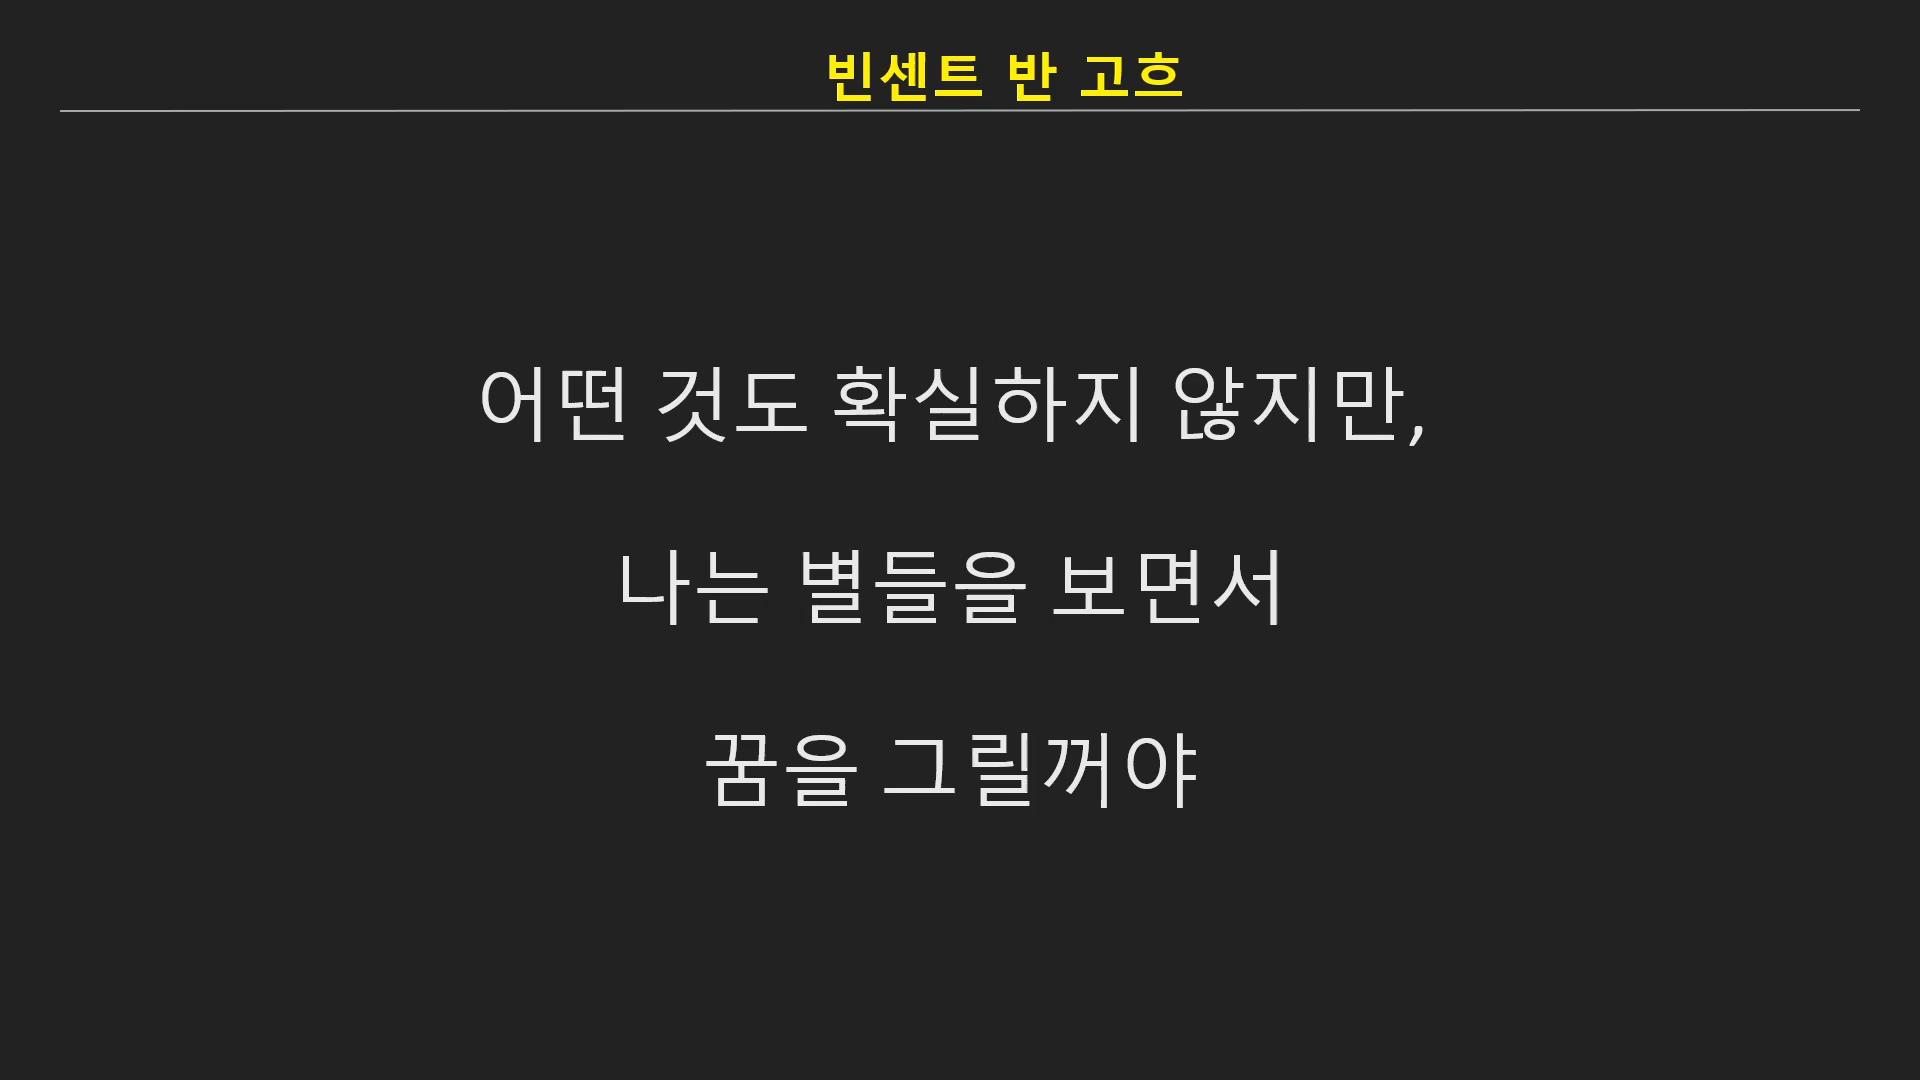 빈센트 반 고흐
어떤 것도 확실하지 않지만,
나는 별들을 보면서
꿈을 그릴꺼야